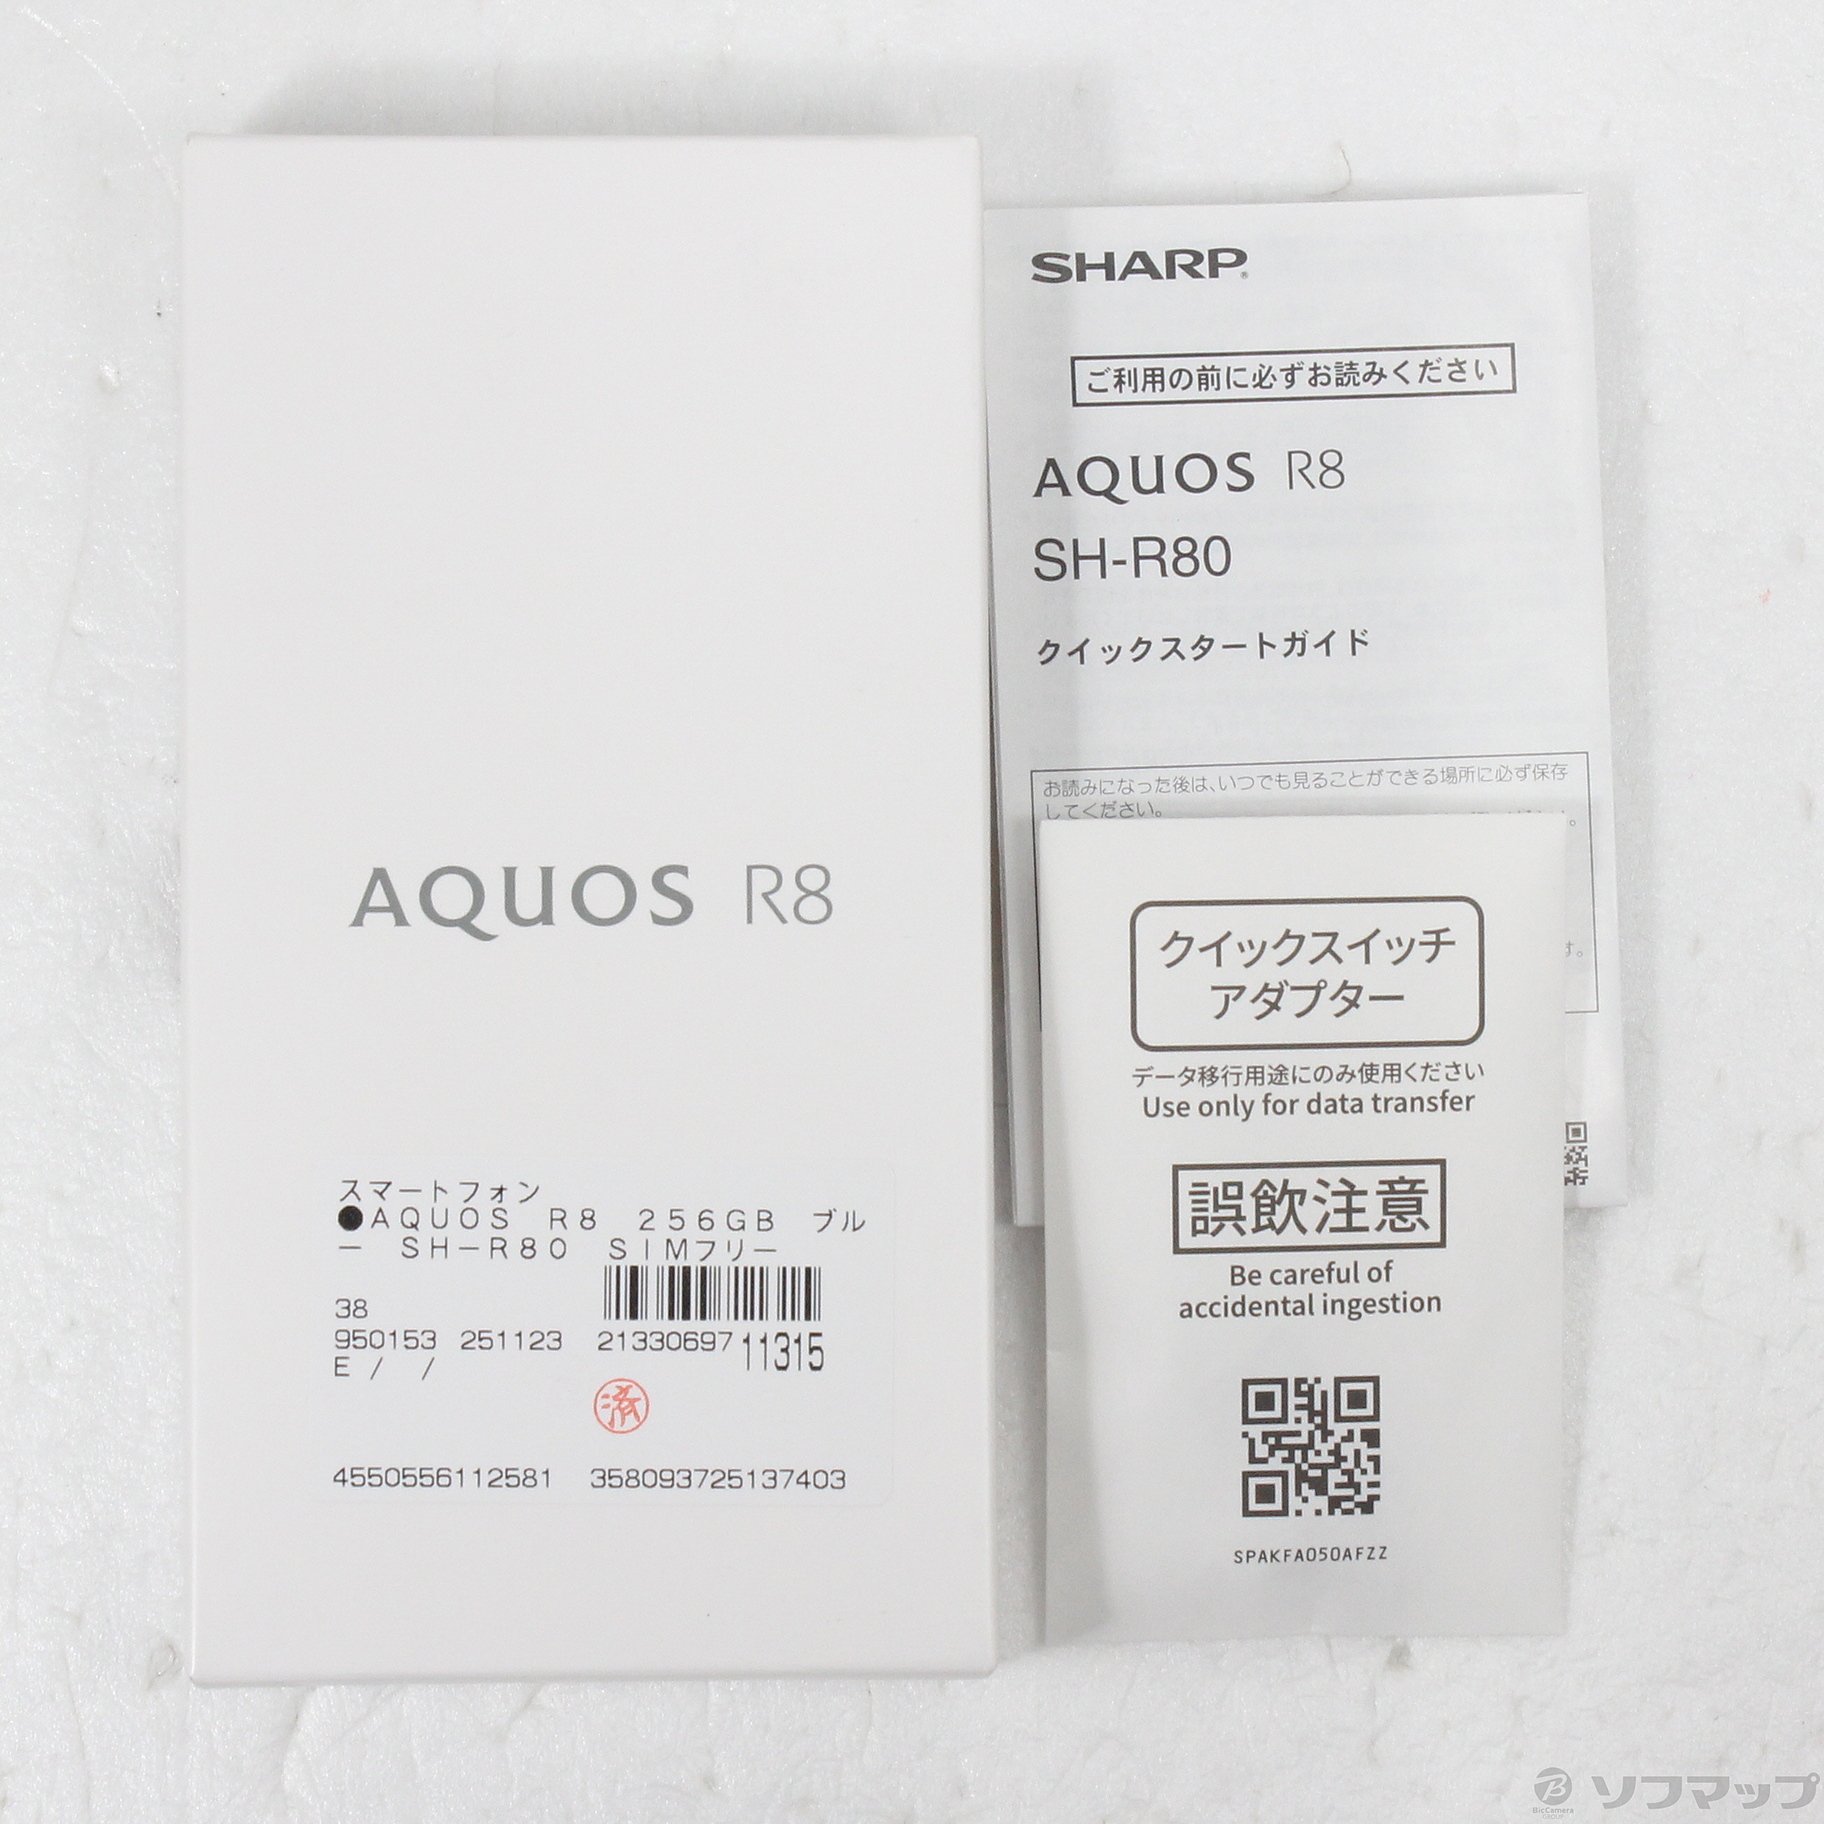 AQUOS R8
スマートフォン
●AQUOS R8 256GB ブル
ー SH-R80 SIMフリー
38
950153 251123 21330697 11315
E / /
済
4550556112581 358093725137403
SHARP®
ご利用の前に必ずお読みください
AQUOS R8
SH-R80
クイックスタートガイド
お読みになった後は、いつでも見ることができる場所に必ず保存
してください。
す。
クイックスイッチ
アダプター
データ移行用途にのみ使用ください
Use only for data transfer
誤飲注意
Be careful of
accidental ingestion
SPAKFA050AFZZ
B
BicCamera
GROUP
ソフマップ